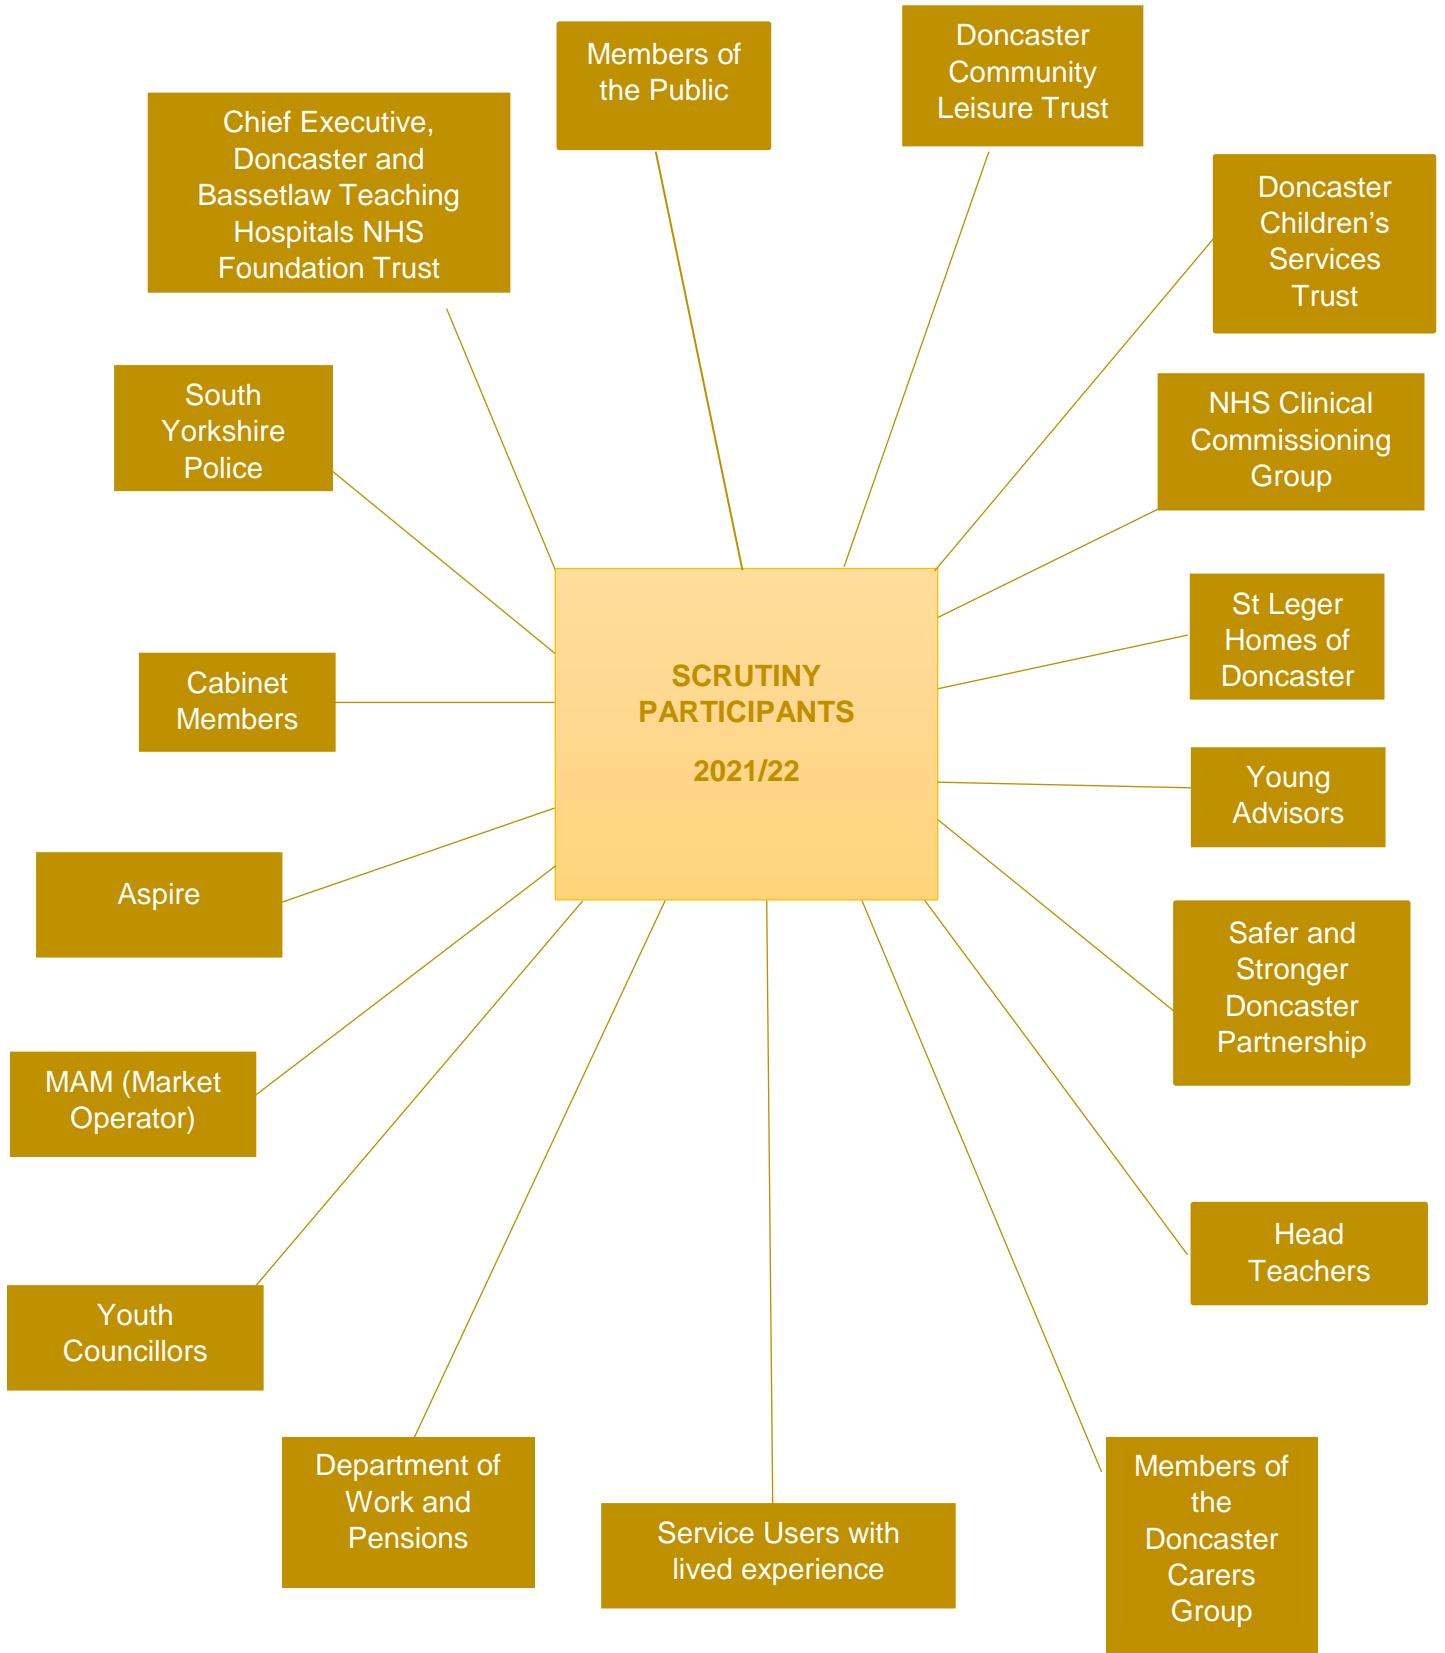 Members of
the Public
Doncaster
Community
Leisure Trust
Chief Executive,
Doncaster and
Bassetlaw Teaching
Hospitals NHS
Foundation Trust
Doncaster
Children’s
Services
Trust
South
Yorkshire
Police
NHS Clinical
Commissioning
Group
St Leger
Homes of
Doncaster
Cabinet
Members
SCRUTINY
PARTICIPANTS
2021/22
Young
Advisors
Aspire
Safer and
Stronger
Doncaster
Partnership
MAM (Market
Operator)
Head
Teachers
Youth
Councillors
Department of
Work and
Pensions
Service Users with
lived experience
Members of
the
Doncaster
Carers
Group